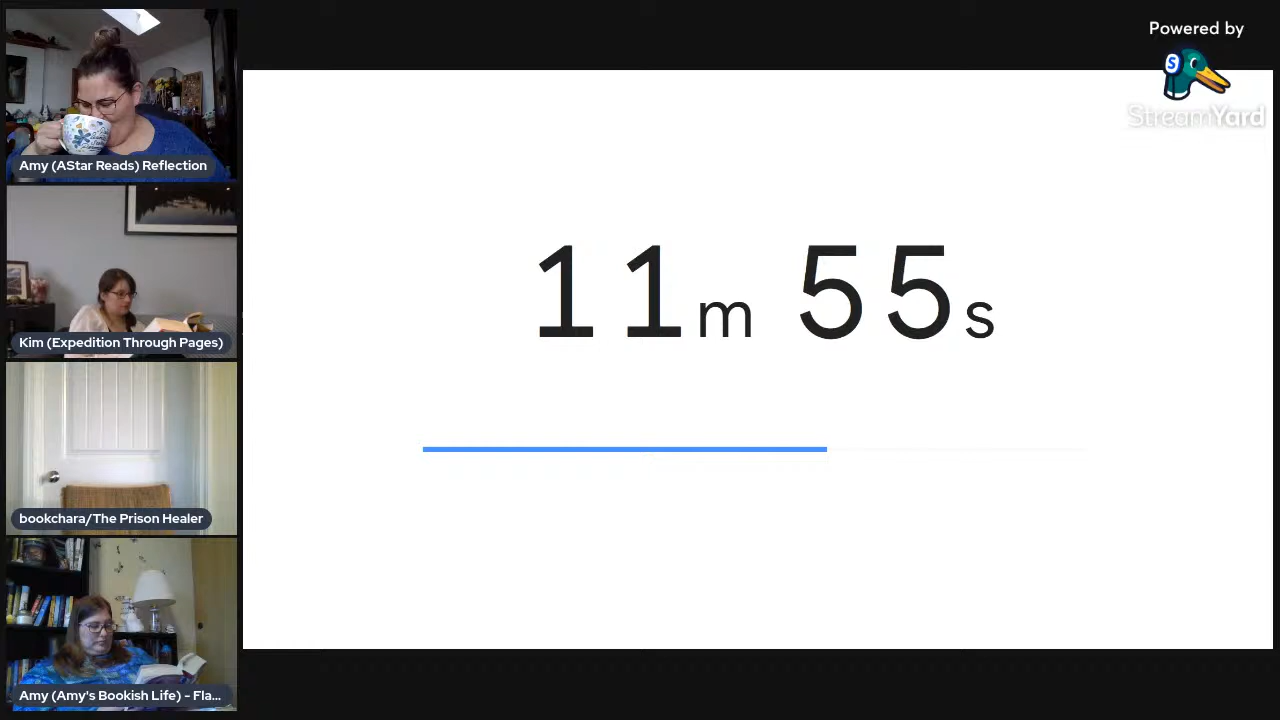 Powered by
StreamYard
11m 55s
Amy (AStar Reads) Reflection
Kim (Expedition Through Pages)
bookchara/The Prison Healer
Amy (Amy's Bookish Life) - Fla...